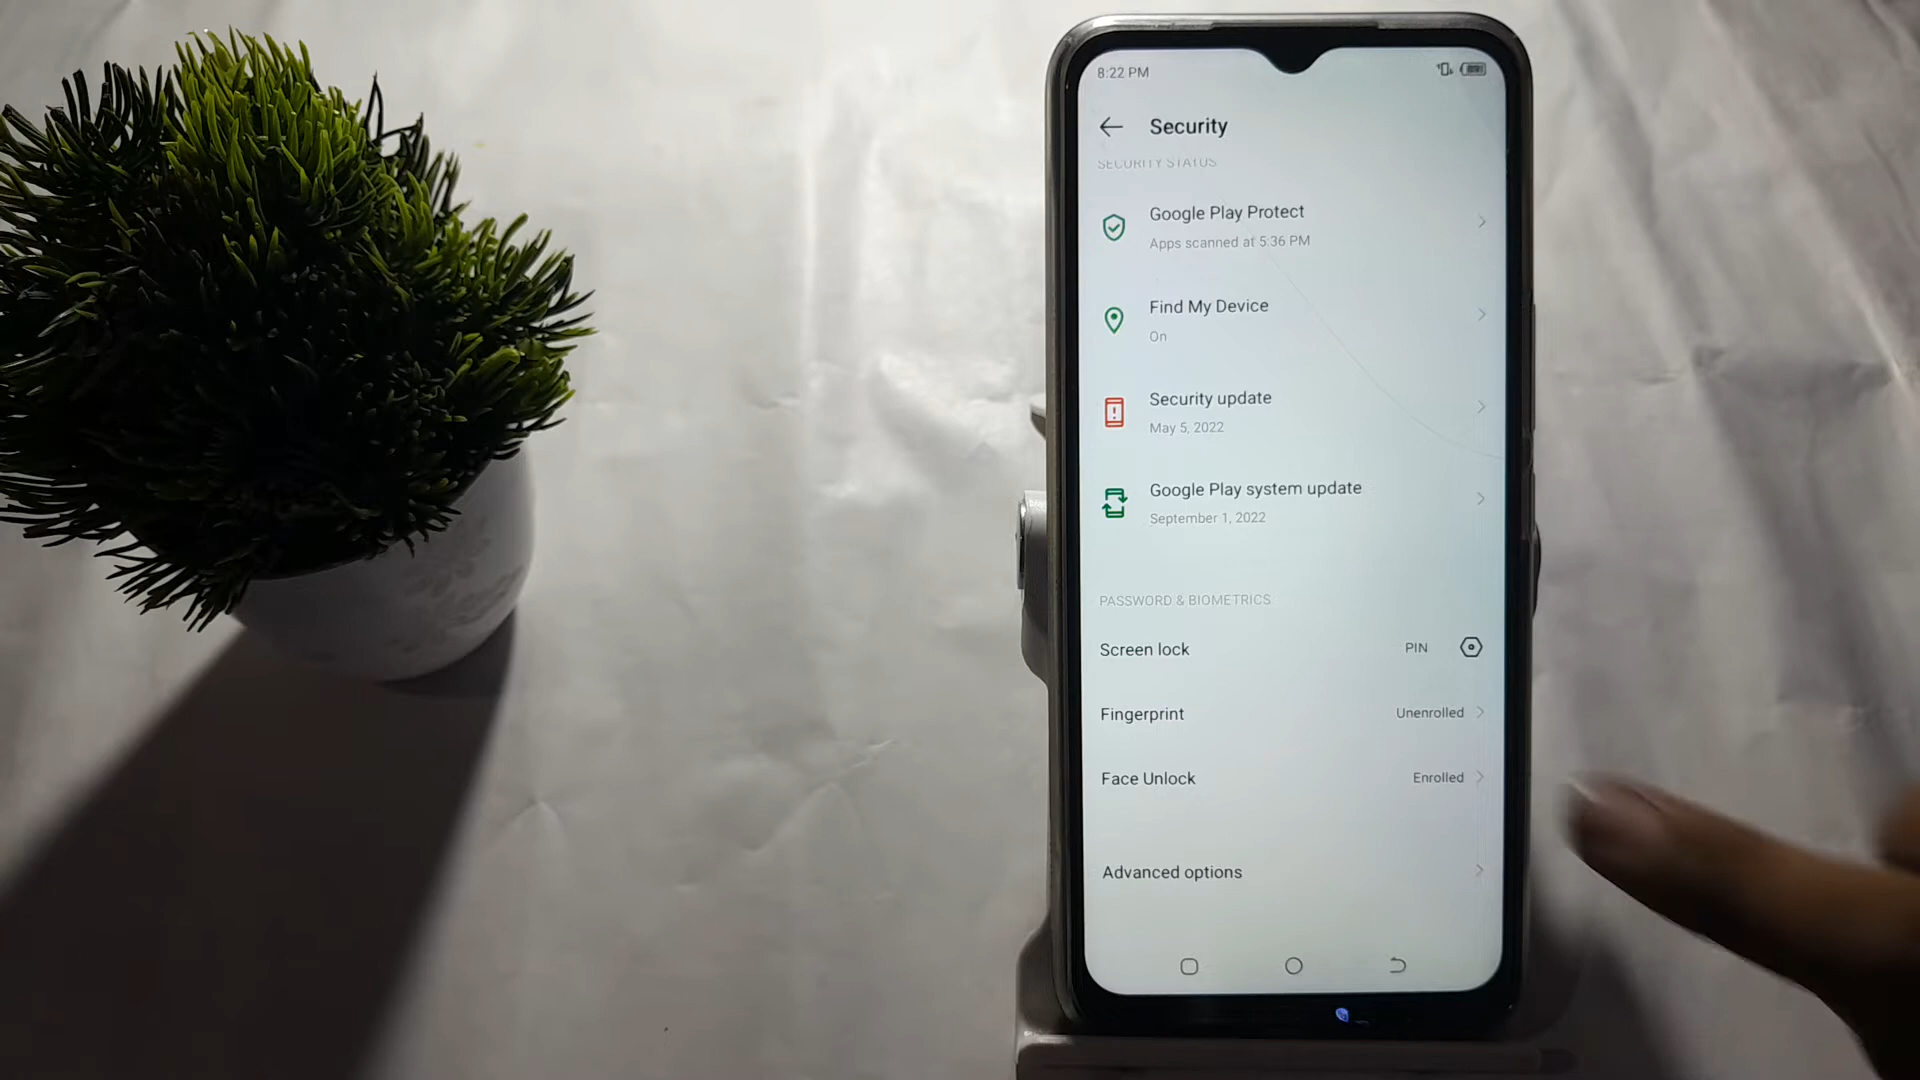 8:22 PM
Security
SECURITY STATUS
Google Play Protect
Apps scanned at 5:36 PM
Find My Device
On
Security update
May 5, 2022
Google Play system update
September 1, 2022
PASSWORD & BIOMETRICS
Screen lock PIN
Fingerprint Unenrolled
Face Unlock Enrolled
Advanced options